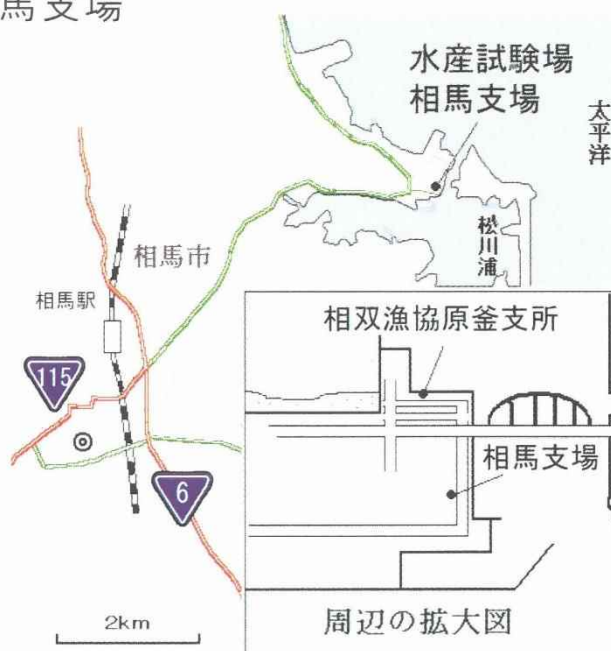 馬支場
水産試験場
相馬支場
太平洋
松川浦
相馬市
相馬駅
115
6
2km
相双漁協原釜支所
相馬支場
周辺の拡大図